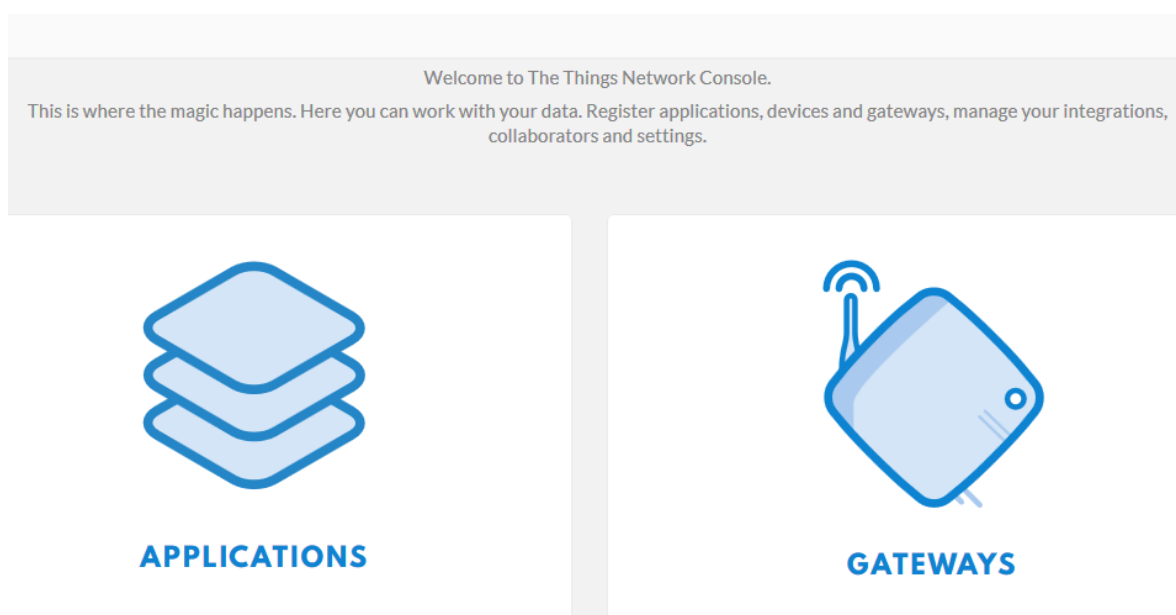 Welcome to The Things Network Console.
This is where the magic happens. Here you can work with your data. Register applications, devices and gateways, manage your integrations,
collaborators and settings.
APPLICATIONS
GATEWAYS